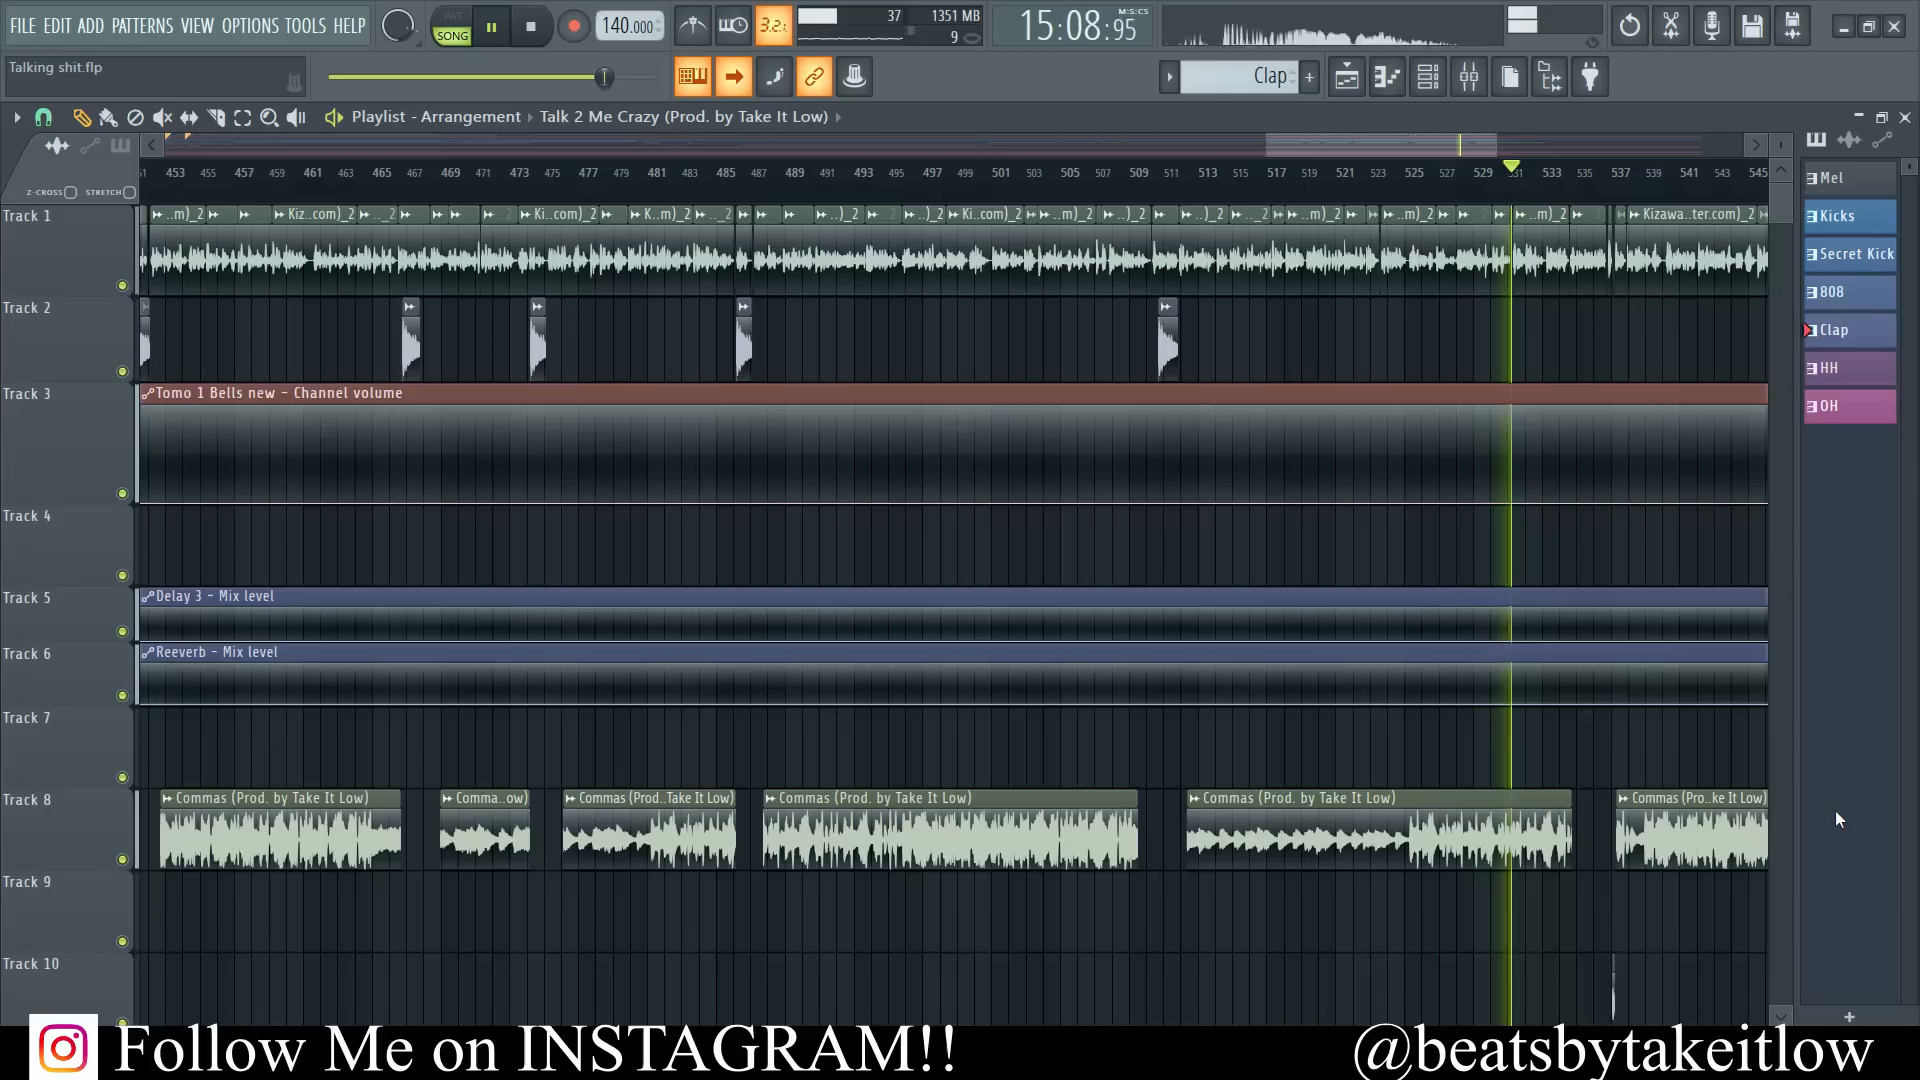 FILE EDIT ADD PATTERNS VIEW OPTIONS TOOLS HELP
PAT
SONG
140.000
3.2.
37
1351 MB
9
15:08:95
M:S:CS
Talking shit.flp
Clap
Playlist - Arrangement › Talk 2 Me Crazy (Prod. by Take It Low) ›
Z-CROSS STRETCH
453 455 457 459 461 463 465 467 469 471 473 475 477 479 481 483 485 487 489 491 493 495 497 499 501 503 505 507 509 511 513 515 517 519 521 523 525 527 529 531 533 535 537 539 541 543 545
Track 1
..m)_2 Kiz..com)_2 .._2 Ki..com)_2 K..m)_2 .._2 ..)_2 ..)_2 Ki..com)_2 ..m)_2 ..)_2 ..)_2 .._2 ..m)_2 ..m)_2 ..m)_2 Kizawa..ter.com)_2
Track 2
Track 3
Tomo 1 Bells new - Channel volume
Track 4
Track 5
Delay 3 - Mix level
Track 6
Reeverb - Mix level
Track 7
Track 8
Commas (Prod. by Take It Low) Comma..ow) Commas (Prod..Take It Low) Commas (Prod. by Take It Low) Commas (Prod. by Take It Low) Commas (Pro..ke It Low)
Track 9
Track 10
Mel
Kicks
Secret Kick
808
Clap
HH
OH
Follow Me on INSTAGRAM!! @beatsbytakeitlow